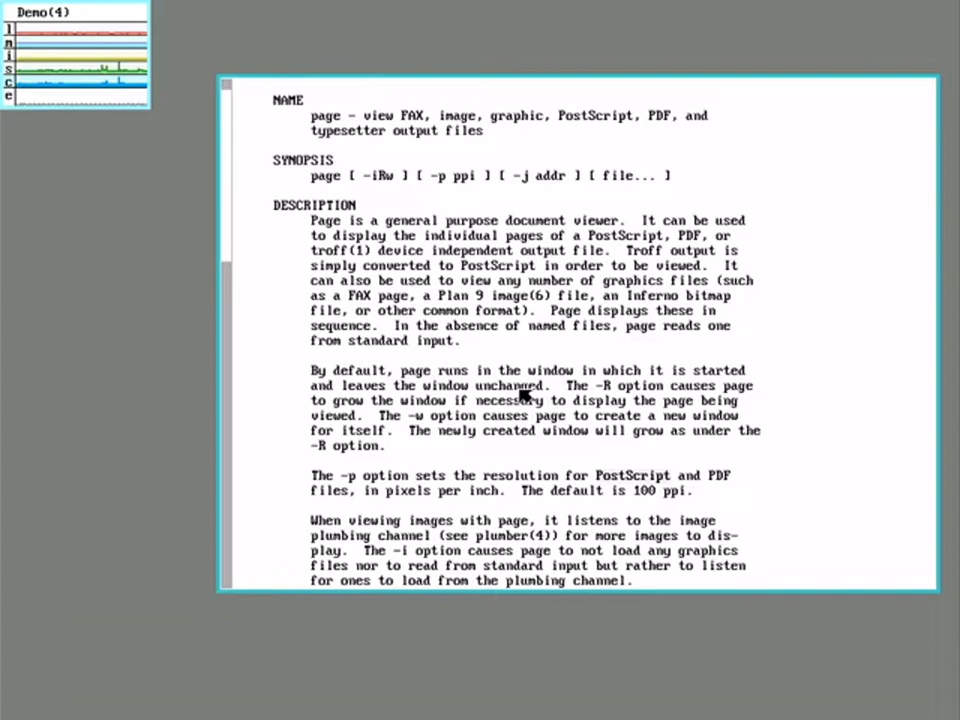 Demo(4)
l
m
i
s
c
e
NAME
page - view FAX, image, graphic, PostScript, PDF, and
typesetter output files
SYNOPSIS
page [ -iRw ] [ -p ppi ] [ -j addr ] [ file... ]
DESCRIPTION
Page is a general purpose document viewer.  It can be used
to display the individual pages of a PostScript, PDF, or
troff(1) device independent output file.  Troff output is
simply converted to PostScript in order to be viewed.  It
can also be used to view any number of graphics files (such
as a FAX page, a Plan 9 image(6) file, an Inferno bitmap
file, or other common format).  Page displays these in
sequence.  In the absence of named files, page reads one
from standard input.
By default, page runs in the window in which it is started
and leaves the window unchanged.  The -R option causes page
to grow the window if necessary to display the page being
viewed.  The -w option causes page to create a new window
for itself.  The newly created window will grow as under the
-R option.
The -p option sets the resolution for PostScript and PDF
files, in pixels per inch.  The default is 100 ppi.
When viewing images with page, it listens to the image
plumbing channel (see plumber(4)) for more images to dis-
play.  The -i option causes page to not load any graphics
files nor to read from standard input but rather to listen
for ones to load from the plumbing channel.